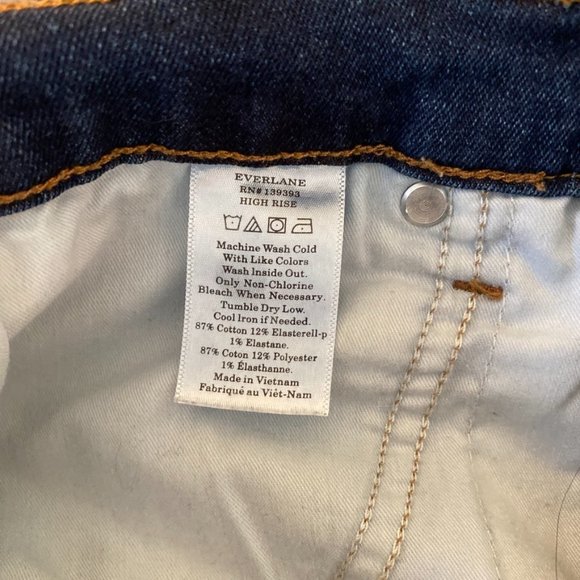 EVERLANE
RN# 139393
HIGH RISE
Machine Wash Cold
With Like Colors
Wash Inside Out.
Only Non-Chlorine
Bleach When Necessary.
Tumble Dry Low.
Cool Iron if Needed.
87% Cotton 12% Elasterell-p
1% Elastane.
87% Coton 12% Polyester
1% Élasthanne.
Made in Vietnam
Fabriqué au Viêt-Nam